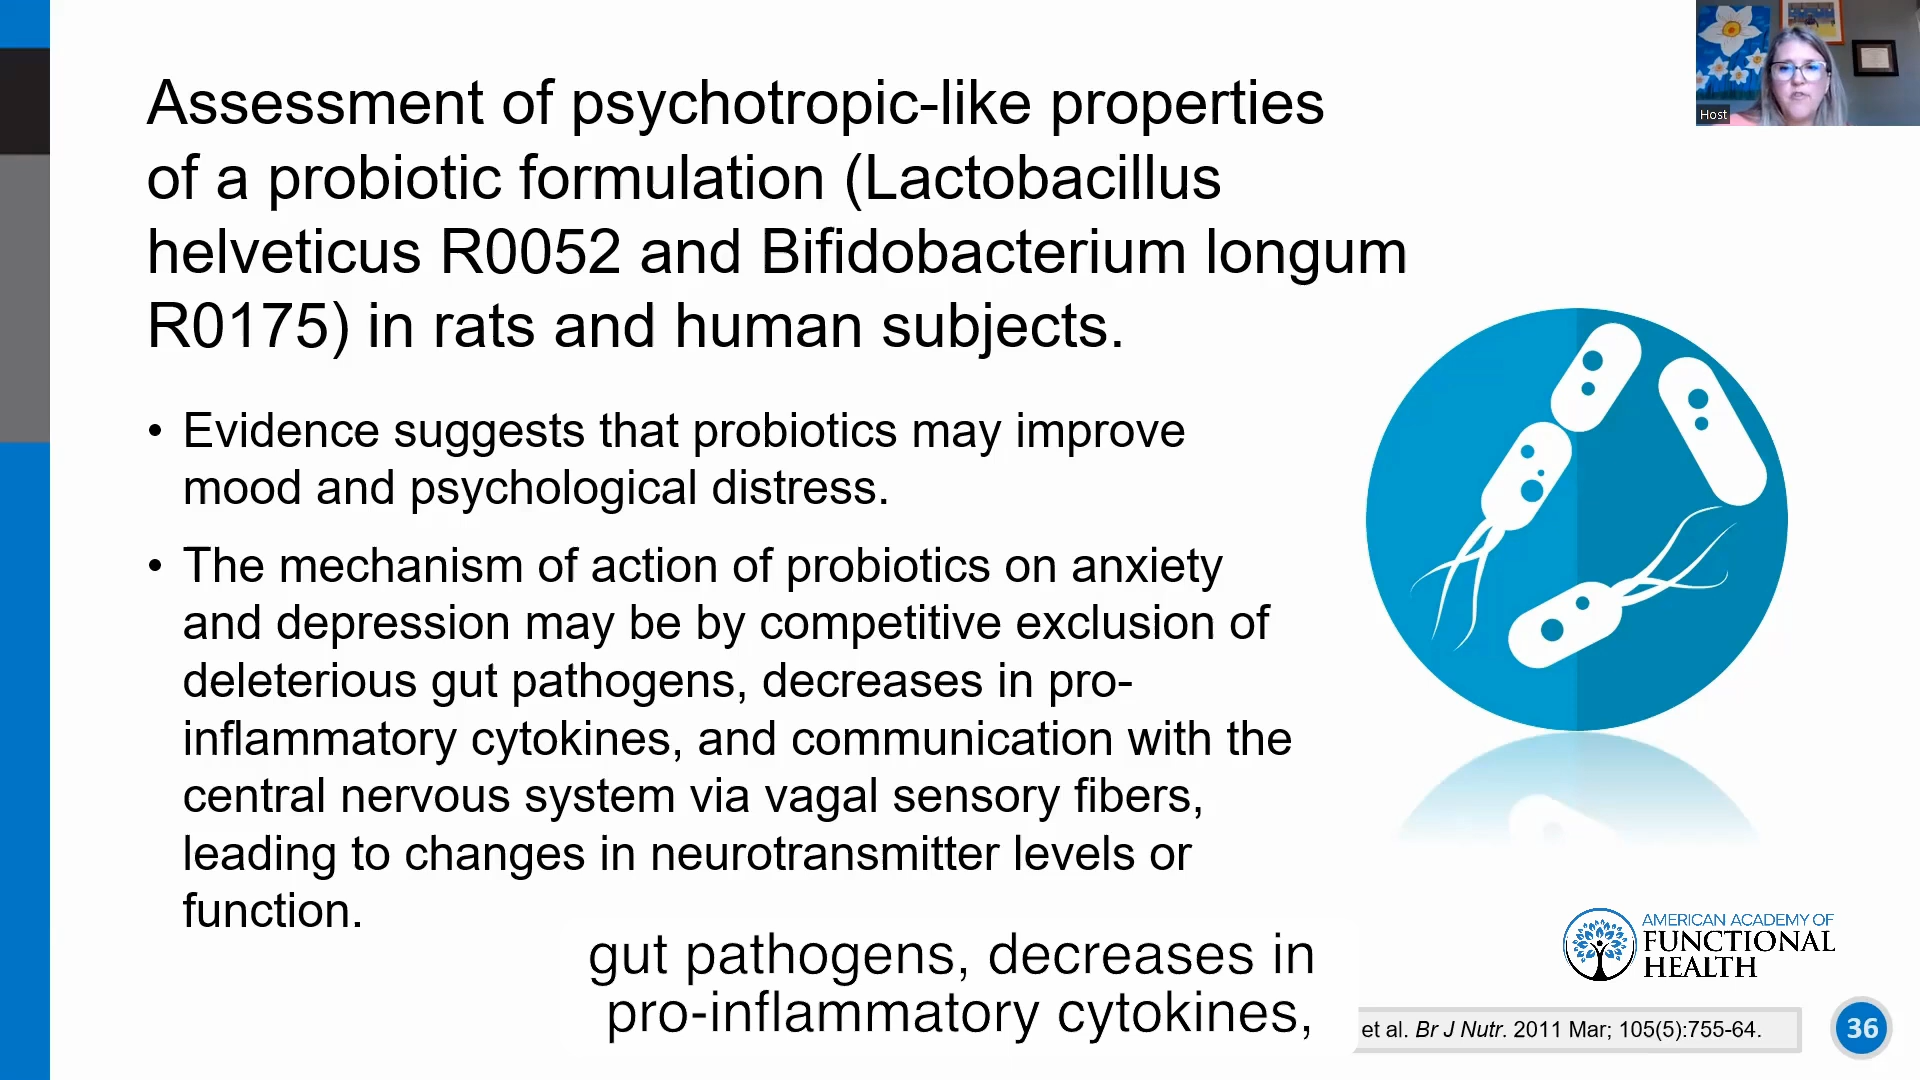 Host
Assessment of psychotropic-like properties
of a probiotic formulation (Lactobacillus
helveticus R0052 and Bifidobacterium longum
R0175) in rats and human subjects.
• Evidence suggests that probiotics may improve
mood and psychological distress.
• The mechanism of action of probiotics on anxiety
and depression may be by competitive exclusion of
deleterious gut pathogens, decreases in pro-
inflammatory cytokines, and communication with the
central nervous system via vagal sensory fibers,
leading to changes in neurotransmitter levels or
function.
gut pathogens, decreases in
pro-inflammatory cytokines,
AMERICAN ACADEMY OF
FUNCTIONAL
HEALTH
et al. Br J Nutr. 2011 Mar; 105(5):755-64.
36